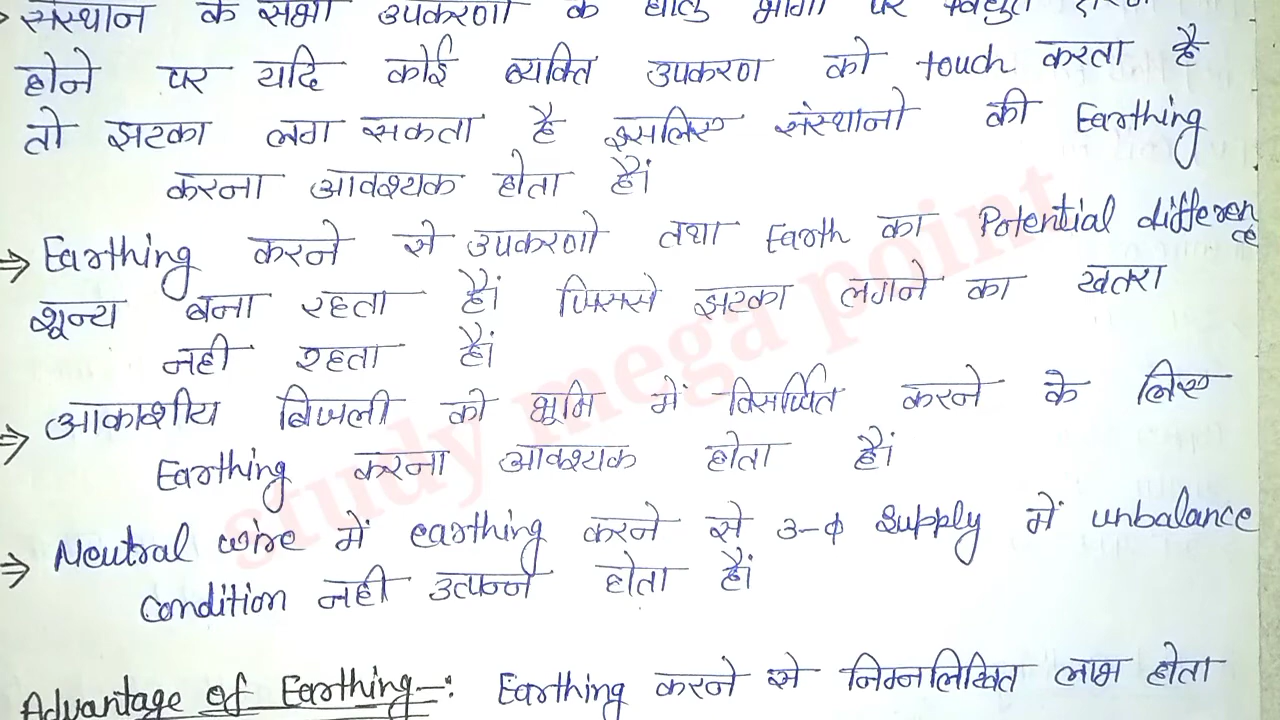 संस्थान के सभी उपकरणो के धातु भागो पर
होने पर यदि कोई व्यक्ति उपकरण को touch करता है
तो झटका लग सकता है इसलिए संस्थानो की Earthing
करना आवश्यक होता हैं।
⇒ Earthing करने से उपकरणो तथा Earth का Potential difference
शून्य बना रहता हैं। जिससे झटका लगने का खतरा
नही रहता हैं।
⇒ आकाशीय बिजली को भूमि में विसर्जित करने के लिए
Earthing करना आवश्यक होता हैं।
⇒ Neutral wire में earthing करने से 3-ϕ supply में unbalance
condition नही उत्पन्न होता हैं।
Advantage of Earthing-: Earthing करने से निम्नलिखित लाभ होता
study mega point